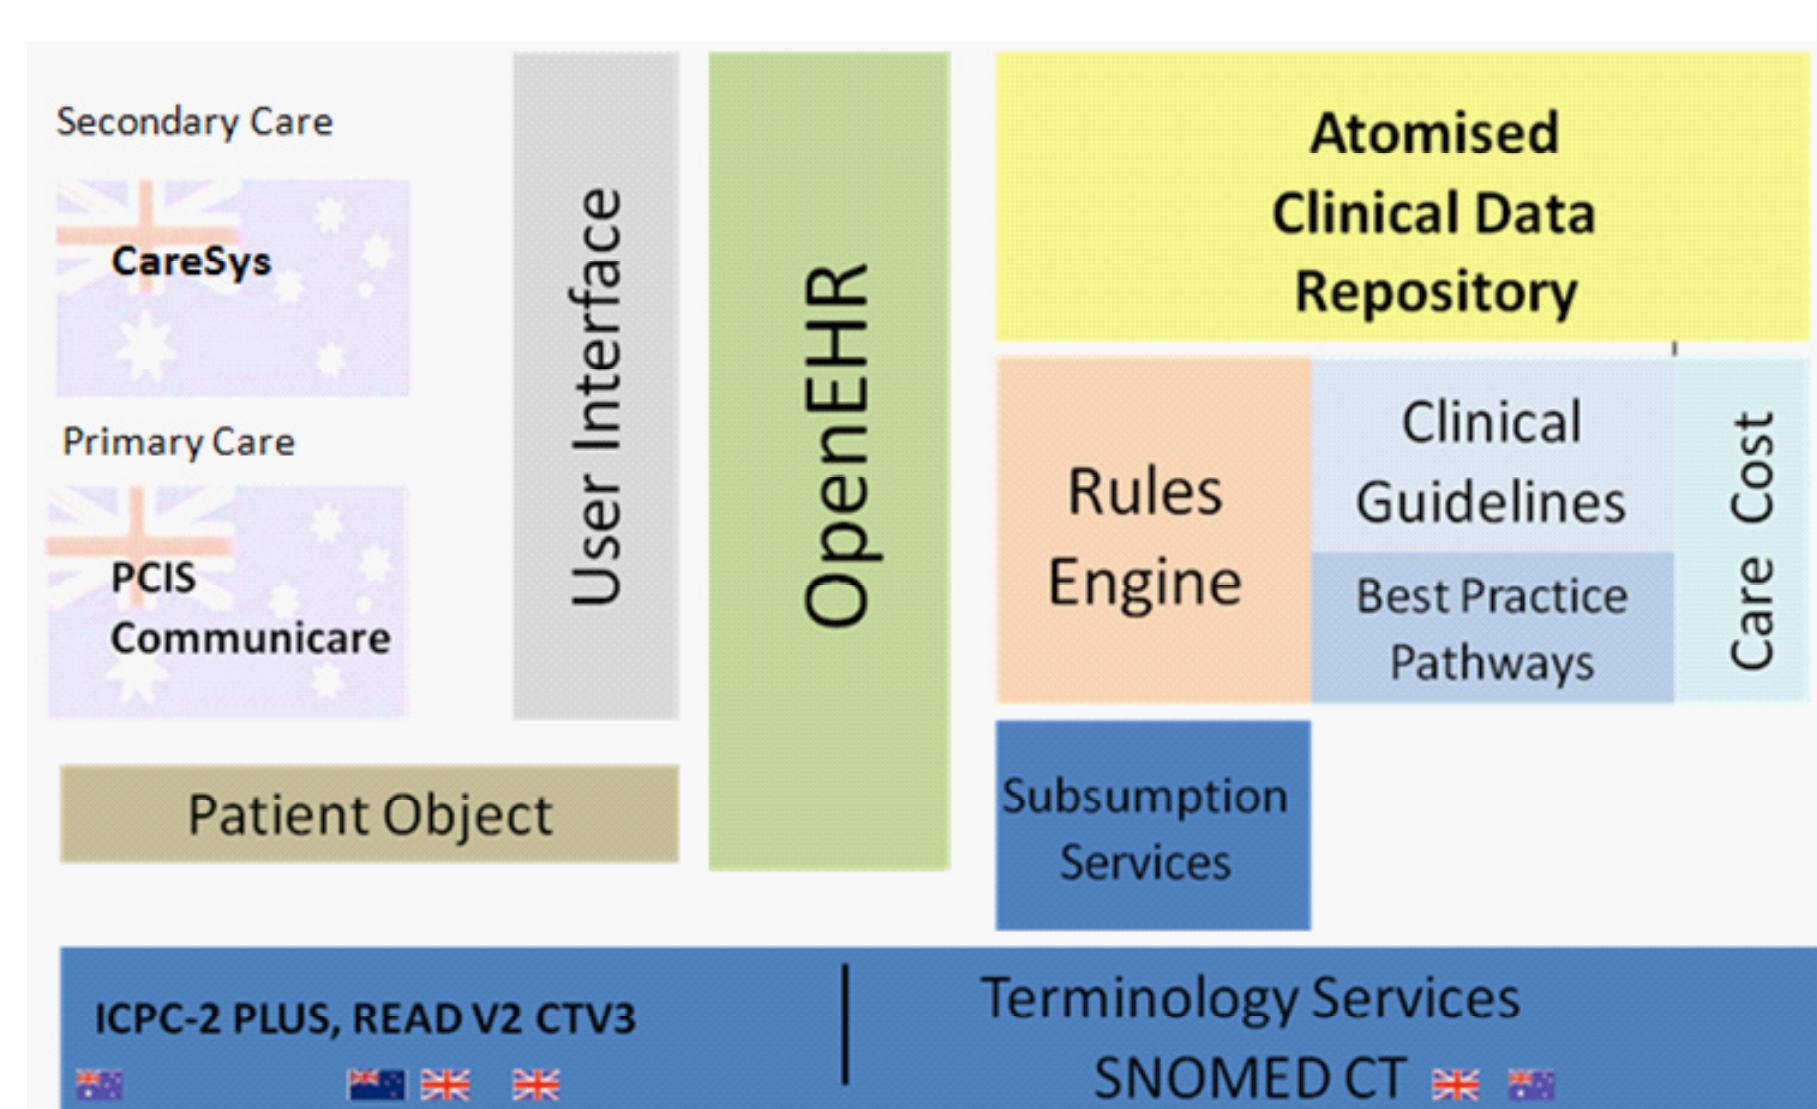 Secondary Care
CareSys
Primary Care
PCIS
Communicare
User Interface
Patient Object
OpenEHR
Atomised
Clinical Data
Repository
Rules
Engine
Clinical
Guidelines
Best Practice
Pathways
Care Cost
Subsumption
Services
ICPC-2 PLUS, READ V2 CTV3
Terminology Services
SNOMED CT